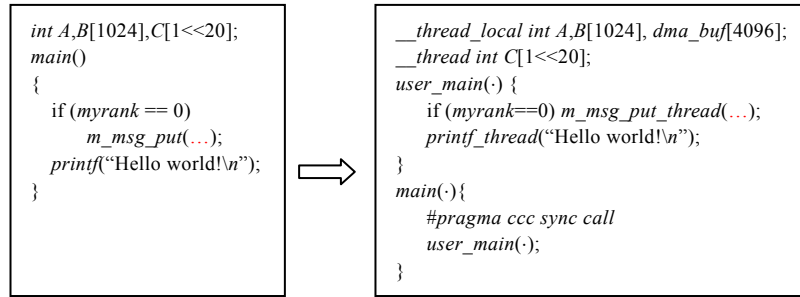 int A,B[1024],C[1<<20];
main()
{
if (myrank == 0)
m_msg_put(…);
printf(“Hello world!\n”);
}
__thread_local int A,B[1024], dma_buf[4096];
__thread int C[1<<20];
user_main(·) {
if (myrank==0) m_msg_put_thread(…);
printf_thread(“Hello world!\n”);
}
main(·){
#pragma ccc sync call
user_main(·);
}